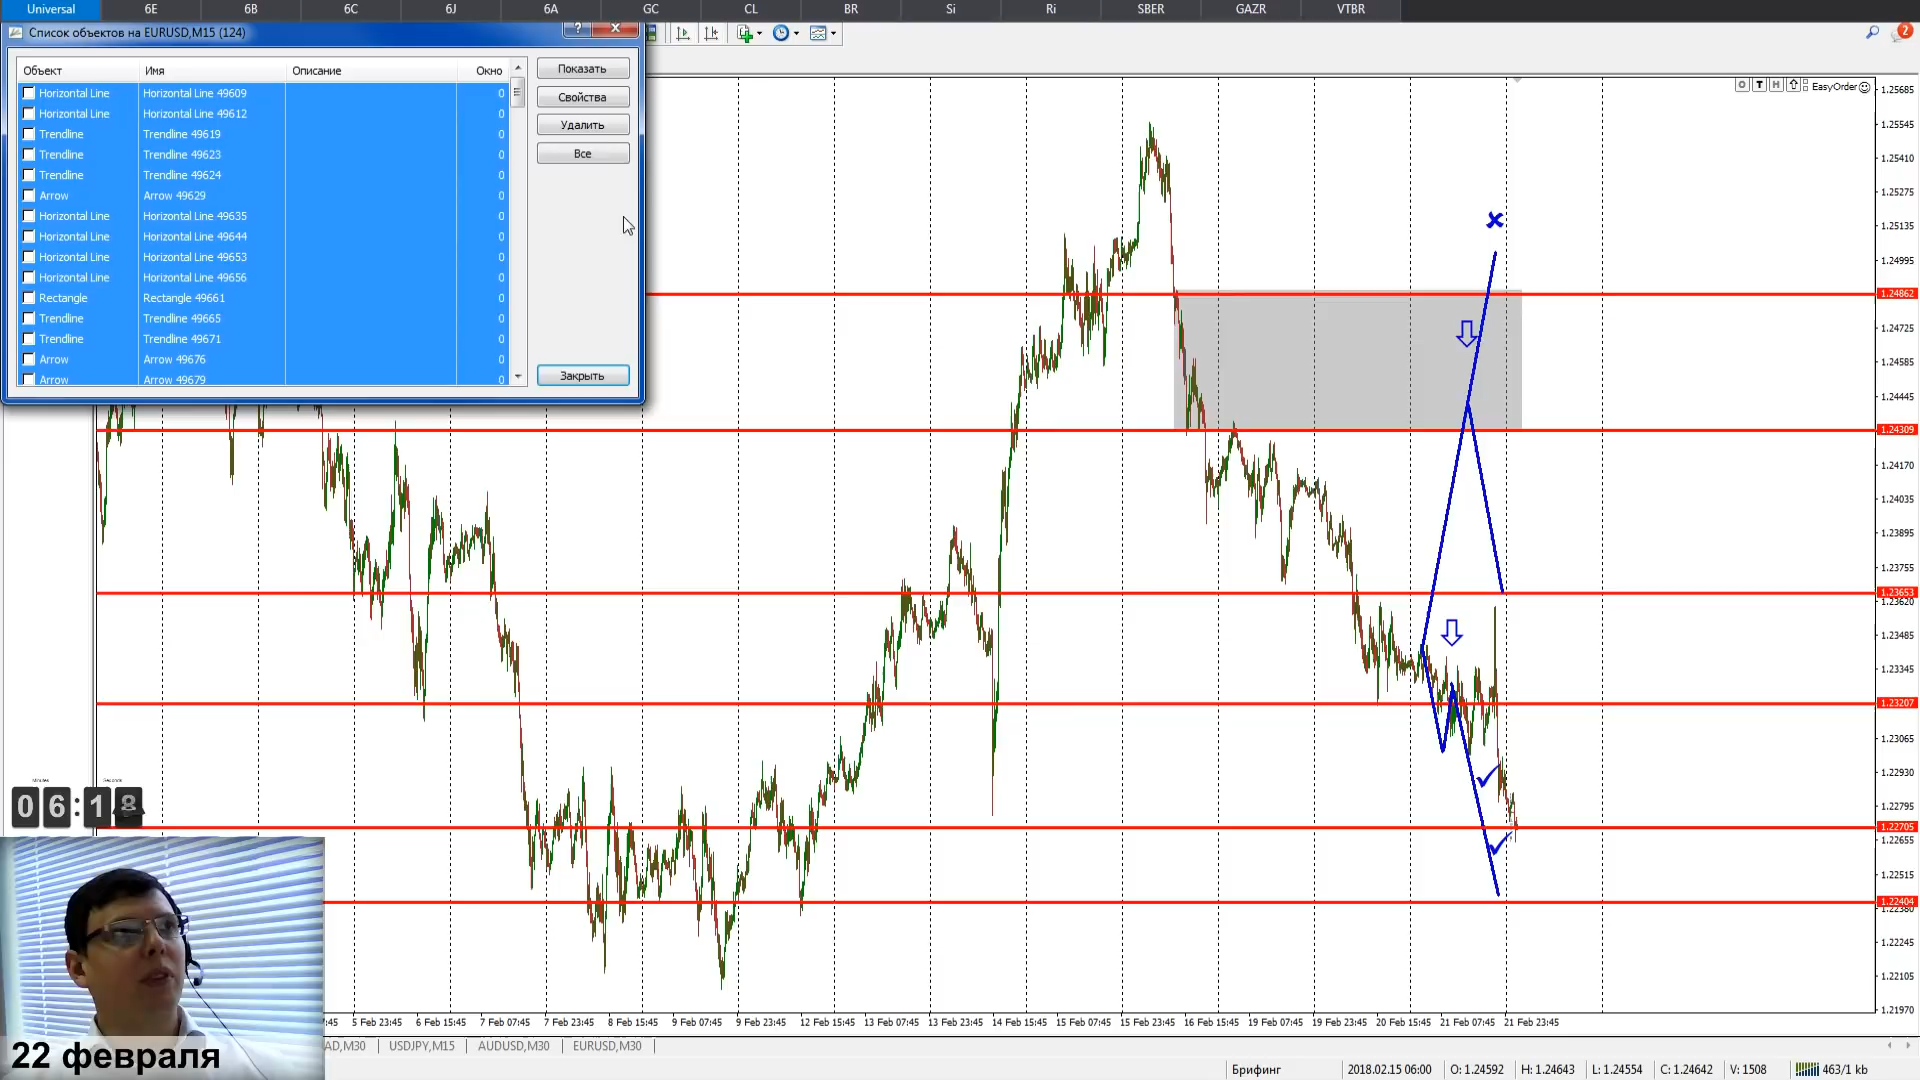 Universal 6E 6B 6C 6J 6A GC CL BR Si Ri SBER GAZR VTBR
Список объектов на EURUSD,M15 (124)
2
Объект Имя Описание Окно
Horizontal Line Horizontal Line 49609 0
Horizontal Line Horizontal Line 49612 0
Trendline Trendline 49619 0
Trendline Trendline 49623 0
Trendline Trendline 49624 0
Arrow Arrow 49629 0
Horizontal Line Horizontal Line 49635 0
Horizontal Line Horizontal Line 49644 0
Horizontal Line Horizontal Line 49653 0
Horizontal Line Horizontal Line 49656 0
Rectangle Rectangle 49661 0
Trendline Trendline 49665 0
Trendline Trendline 49671 0
Arrow Arrow 49676 0
Arrow Arrow 49679 0
Показать
Свойства
Удалить
Все
Закрыть
O T H EasyOrder
1.25685
1.25545
1.25410
1.25275
1.25135
1.24995
1.24862
1.24725
1.24585
1.24445
1.24309
1.24170
1.24035
1.23895
1.23755
1.23653
1.23620
1.23485
1.23345
1.23207
1.23065
1.22930
1.22795
1.22705
1.22655
1.22515
1.22404
1.22380
1.22245
1.22105
1.21970
Minutes Seconds
06:18
22 февраля
:45 5 Feb 23:45 6 Feb 15:45 7 Feb 07:45 7 Feb 23:45 8 Feb 15:45 9 Feb 07:45 9 Feb 23:45 12 Feb 15:45 13 Feb 07:45 13 Feb 23:45 14 Feb 15:45 15 Feb 07:45 15 Feb 23:45 16 Feb 15:45 19 Feb 07:45 19 Feb 23:45 20 Feb 15:45 21 Feb 07:45 21 Feb 23:45
AD,M30 USDJPY,M15 AUDUSD,M30 EURUSD,M30
Брифинг 2018.02.15 06:00 O: 1.24592 H: 1.24643 L: 1.24554 C: 1.24642 V: 1508 463/1 kb